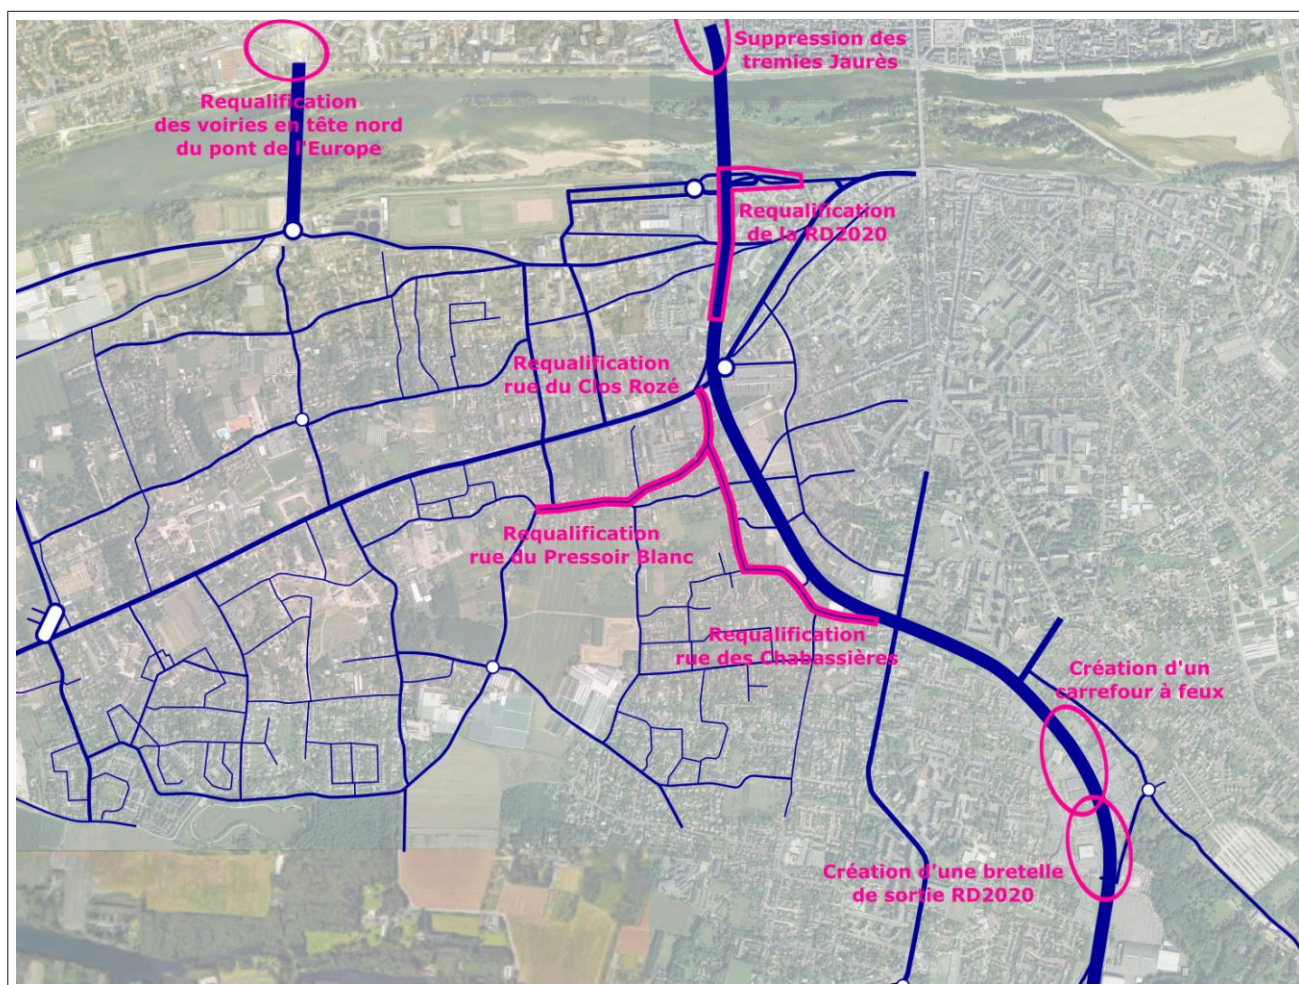 Suppression des
tremies Jaurès
Requalification
des voiries en tête nord
du pont de l'Europe
Requalification
de la RD2020
Requalification
rue du Clos Rozé
Requalification
rue du Pressoir Blanc
Requalification
rue des Chabassières
Création d'un
carrefour à feux
Création d'une bretelle
de sortie RD2020